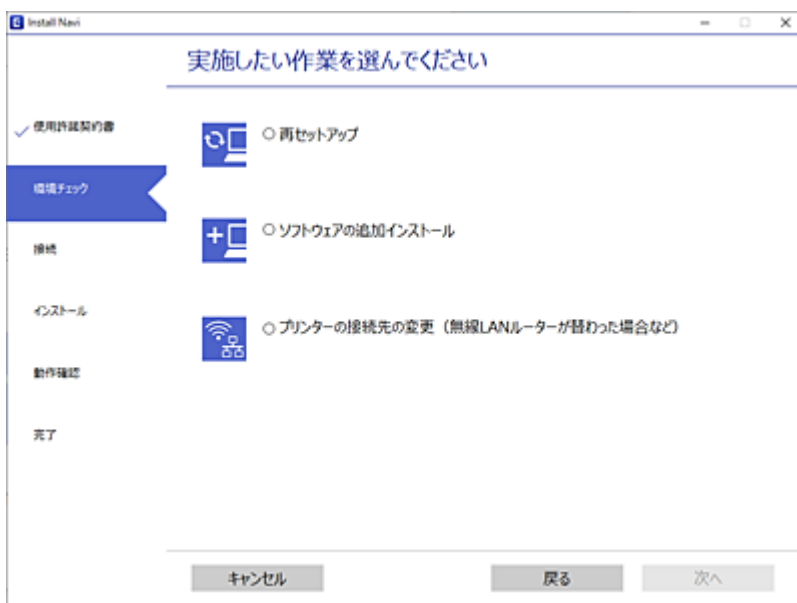 Install Navi
実施したい作業を選んでください
使用許諾契約書
環境チェック
接続
インストール
動作確認
完了
再セットアップ
ソフトウェアの追加インストール
プリンターの接続先の変更（無線LANルーターが替わった場合など）
キャンセル
戻る
次へ